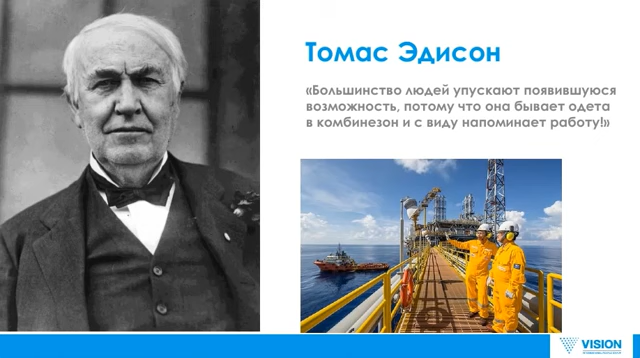 Томас Эдисон
«Большинство людей упускают появившуюся
возможность, потому что она бывает одета
в комбинезон и с виду напоминает работу!»
VISION